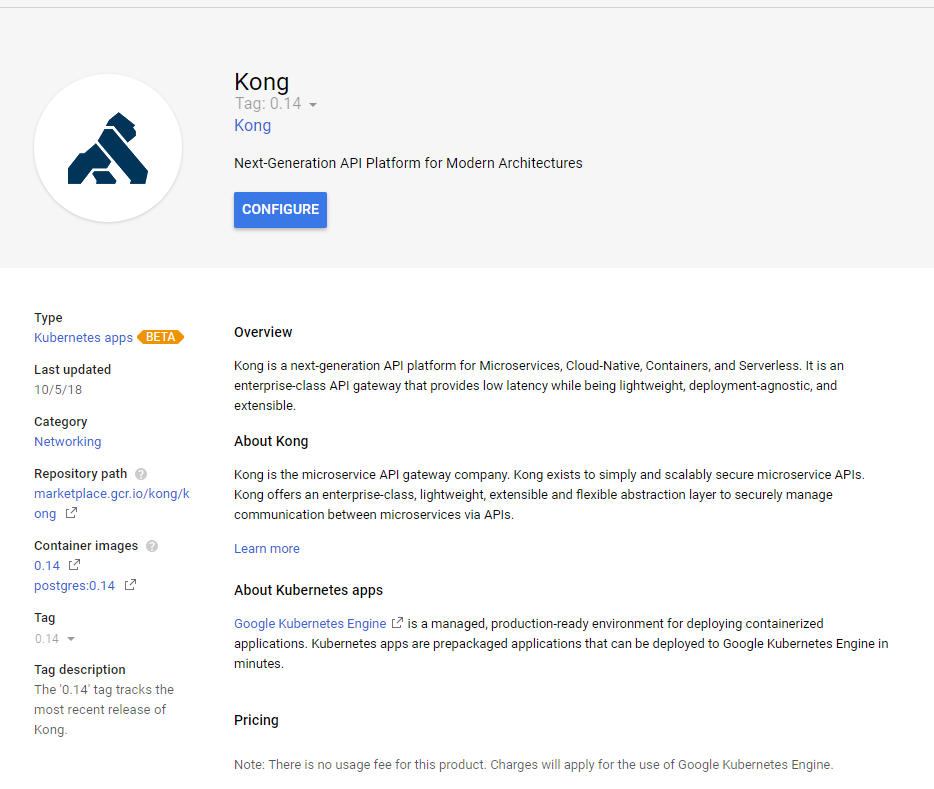 Kong
Tag: 0.14
Kong
Next-Generation API Platform for Modern Architectures
CONFIGURE
Type
Kubernetes apps BETA
Last updated
10/5/18
Category
Networking
Repository path ?
marketplace.gcr.io/kong/k
ong
Container images ?
0.14
postgres:0.14
Tag
0.14
Tag description
The '0.14' tag tracks the
most recent release of
Kong.
Overview
Kong is a next-generation API platform for Microservices, Cloud-Native, Containers, and Serverless. It is an
enterprise-class API gateway that provides low latency while being lightweight, deployment-agnostic, and
extensible.
About Kong
Kong is the microservice API gateway company. Kong exists to simply and scalably secure microservice APIs.
Kong offers an enterprise-class, lightweight, extensible and flexible abstraction layer to securely manage
communication between microservices via APIs.
Learn more
About Kubernetes apps
Google Kubernetes Engine is a managed, production-ready environment for deploying containerized
applications. Kubernetes apps are prepackaged applications that can be deployed to Google Kubernetes Engine in
minutes.
Pricing
Note: There is no usage fee for this product. Charges will apply for the use of Google Kubernetes Engine.